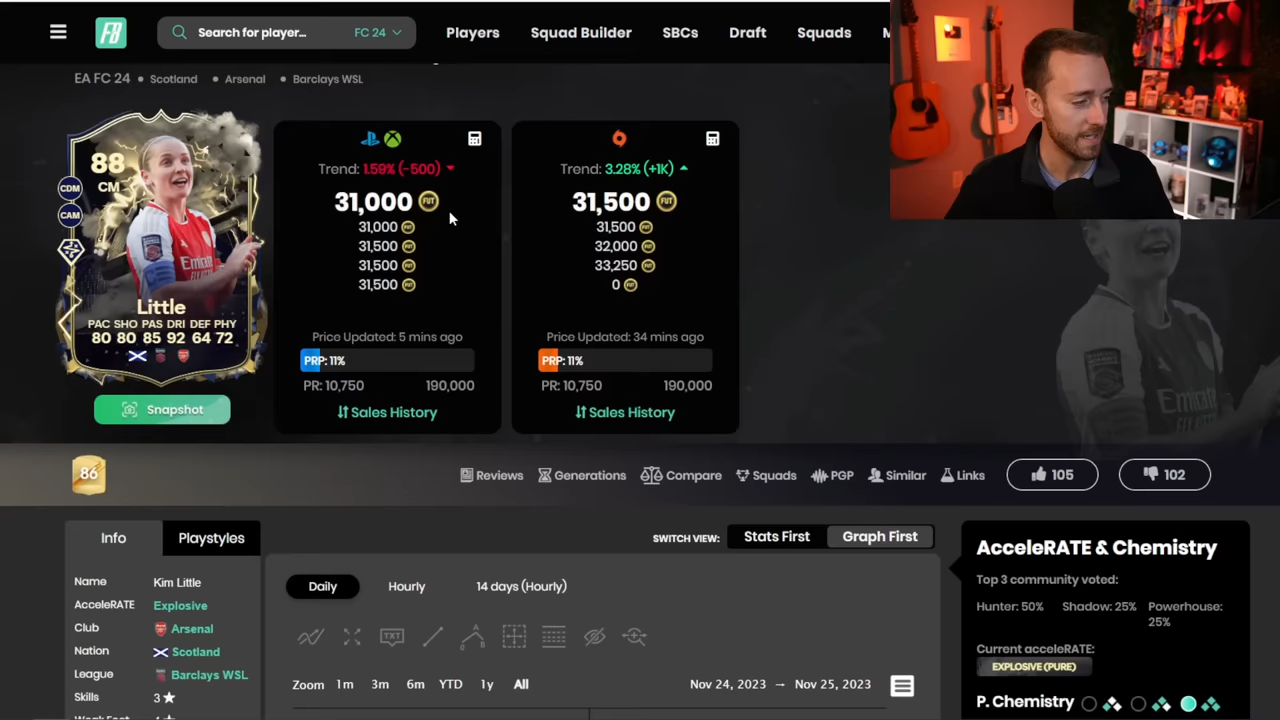 FB
Search for player...
FC 24
Players
Squad Builder
SBCs
Draft
Squads
EA FC 24
Scotland
Arsenal
Barclays WSL
88
CM
CDM
CAM
Little
PAC SHO PAS DRI DEF PHY
80 80 85 92 64 72
Snapshot
Trend: 1.59% (-500)
31,000
31,000
31,500
31,500
31,500
Price Updated: 5 mins ago
PRP: 11%
PR: 10,750
190,000
Sales History
Trend: 3.28% (+1K)
31,500
31,500
32,000
33,250
0
Price Updated: 34 mins ago
PRP: 11%
PR: 10,750
190,000
Sales History
86
Reviews
Generations
Compare
Squads
PGP
Similar
Links
105
102
Info
Playstyles
Name
Kim Little
AcceleRATE
Explosive
Club
Arsenal
Nation
Scotland
League
Barclays WSL
Skills
3
SWITCH VIEW:
Stats First
Graph First
Daily
Hourly
14 days (Hourly)
TXT
Zoom
1m
3m
6m
YTD
1y
All
Nov 24, 2023 → Nov 25, 2023
AcceleRATE & Chemistry
Top 3 community voted:
Hunter: 50%
Shadow: 25%
Powerhouse:
25%
Current acceleRATE:
EXPLOSIVE (PURE)
P. Chemistry